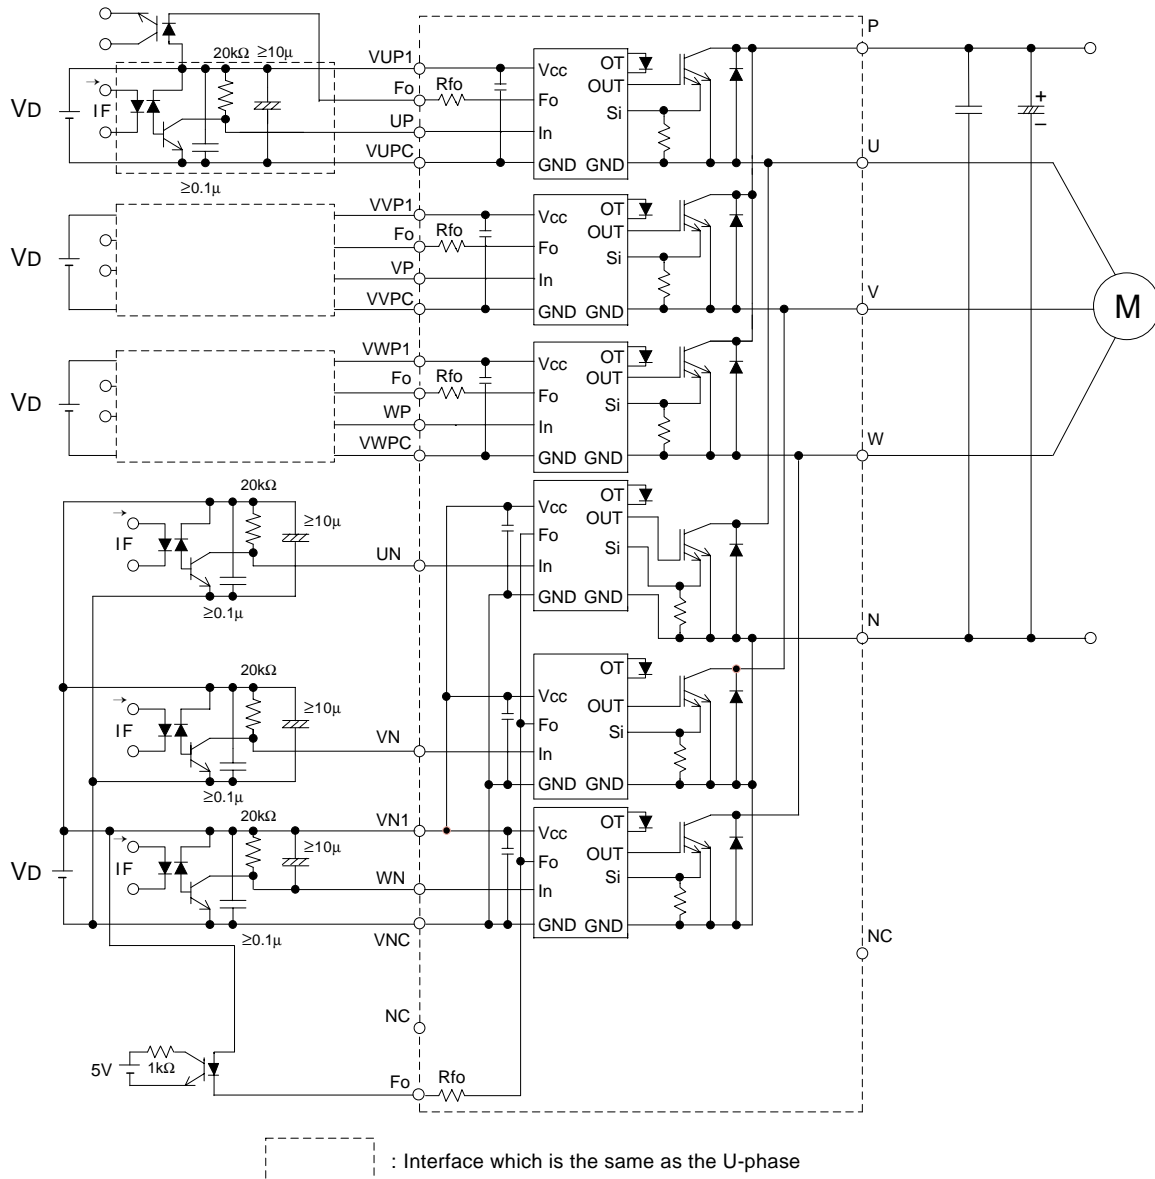 P
20kΩ ≥10μ
VUP1
Vcc
OT
Fo
Rfo
Fo
OUT
VD
IF
Si
+
−
UP
In
U
VUPC
GND GND
≥0.1μ
VVP1
Vcc
OT
Fo
Rfo
Fo
OUT
VD
VP
In
Si
V
VVPC
GND GND
M
VWP1
Vcc
OT
Fo
Rfo
Fo
OUT
VD
WP
In
Si
W
VWPC
GND GND
20kΩ
≥10μ
Vcc
OT
OUT
IF
Fo
Si
UN
In
≥0.1μ
GND GND
N
20kΩ
≥10μ
Vcc
OT
IF
Fo
OUT
VN
In
Si
≥0.1μ
GND GND
20kΩ
VN1
Vcc
OT
≥10μ
VD
IF
Fo
OUT
WN
In
Si
≥0.1μ
VNC
GND GND
NC
NC
5V
1kΩ
Fo
Rfo
: Interface which is the same as the U-phase